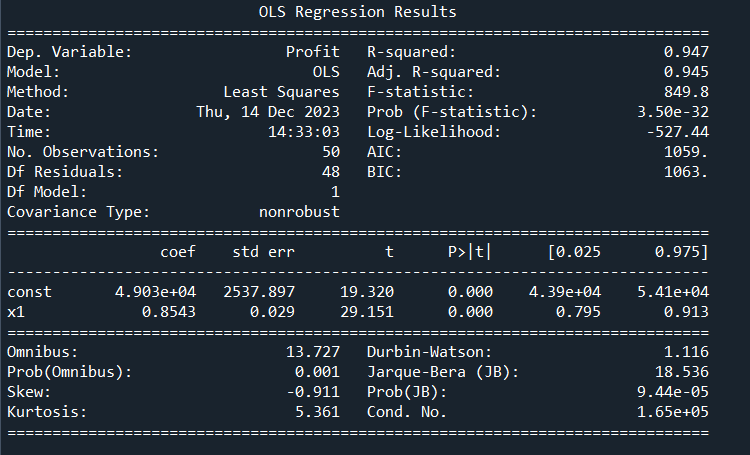 OLS Regression Results
==============================================================================
Dep. Variable: Profit R-squared: 0.947
Model: OLS Adj. R-squared: 0.945
Method: Least Squares F-statistic: 849.8
Date: Thu, 14 Dec 2023 Prob (F-statistic): 3.50e-32
Time: 14:33:03 Log-Likelihood: -527.44
No. Observations: 50 AIC: 1059.
Df Residuals: 48 BIC: 1063.
Df Model: 1
Covariance Type: nonrobust
==============================================================================
coef std err t P>|t| [0.025 0.975]
------------------------------------------------------------------------------
const 4.903e+04 2537.897 19.320 0.000 4.39e+04 5.41e+04
x1 0.8543 0.029 29.151 0.000 0.795 0.913
==============================================================================
Omnibus: 13.727 Durbin-Watson: 1.116
Prob(Omnibus): 0.001 Jarque-Bera (JB): 18.536
Skew: -0.911 Prob(JB): 9.44e-05
Kurtosis: 5.361 Cond. No. 1.65e+05
==============================================================================